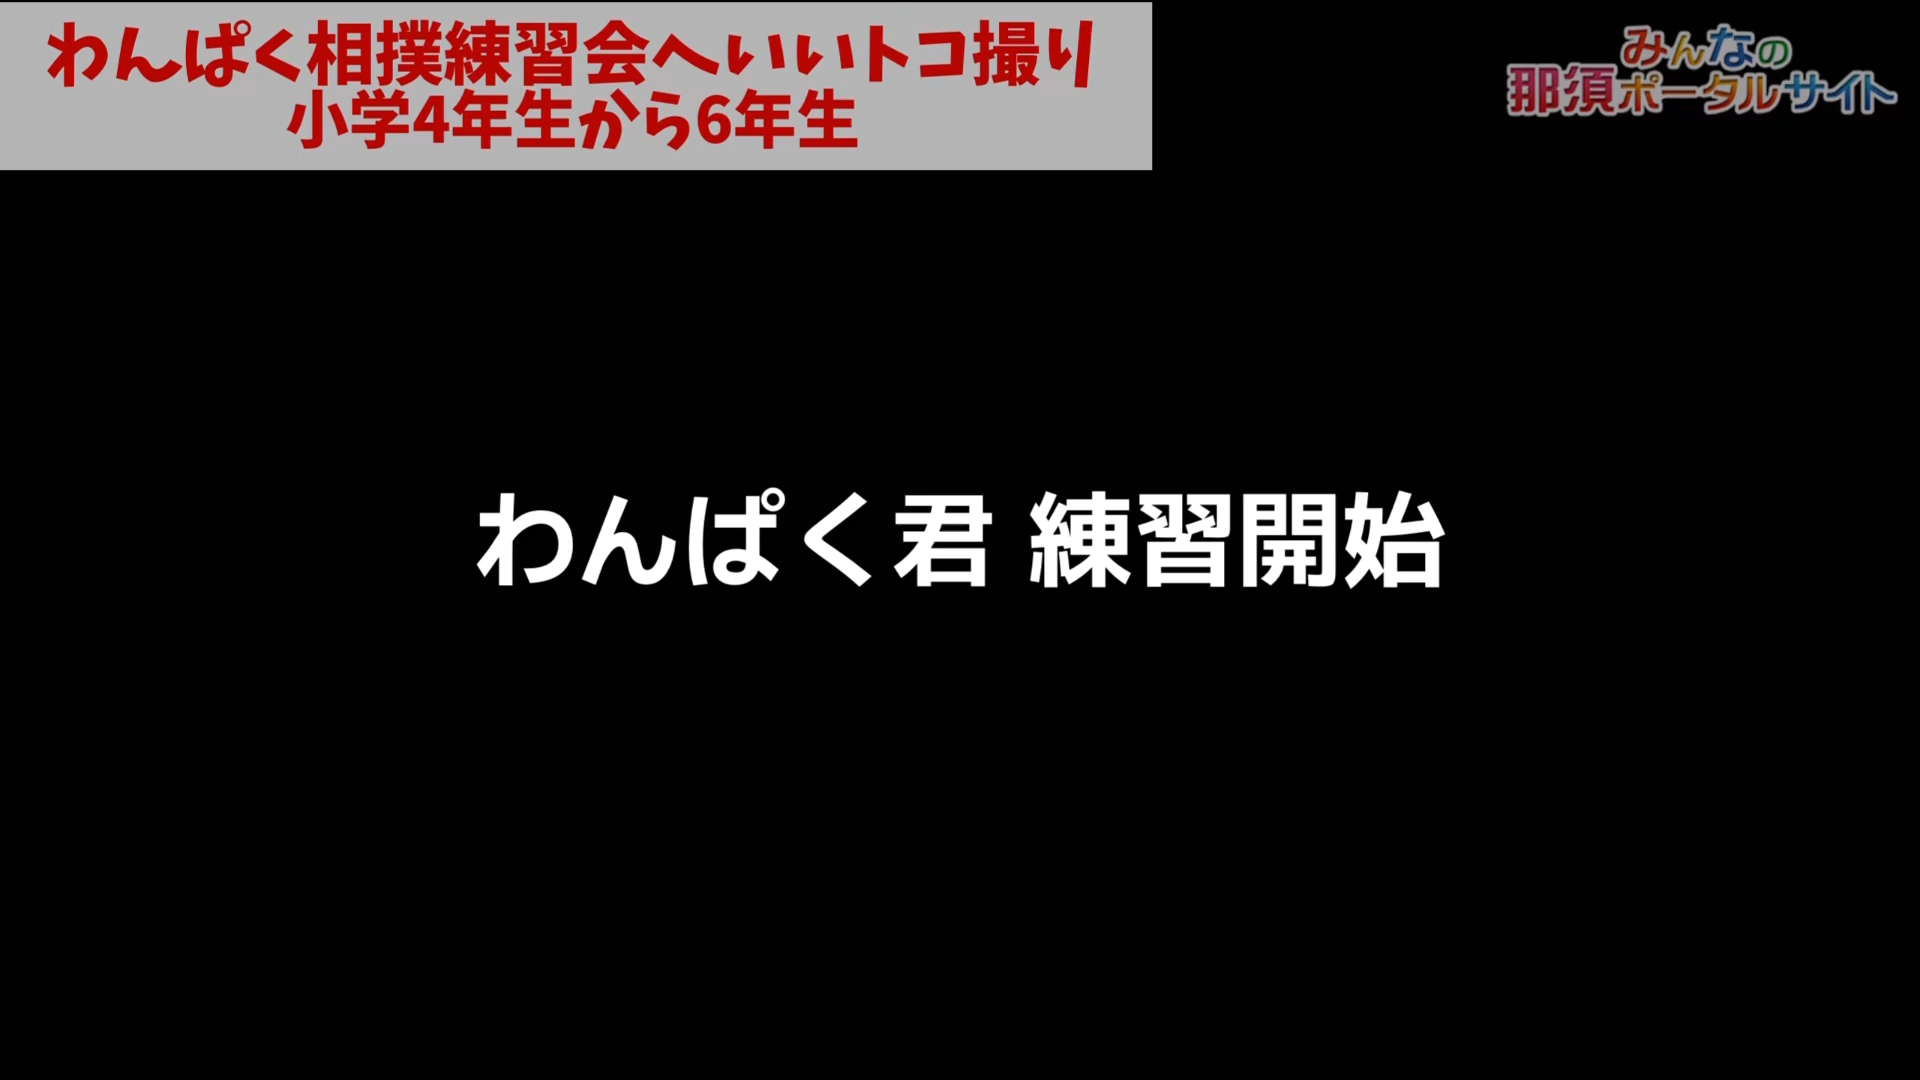 わんぱく相撲練習会へいいトコ撮り
小学4年生から6年生
みんなの
那須ポータルサイト
わんぱく君 練習開始